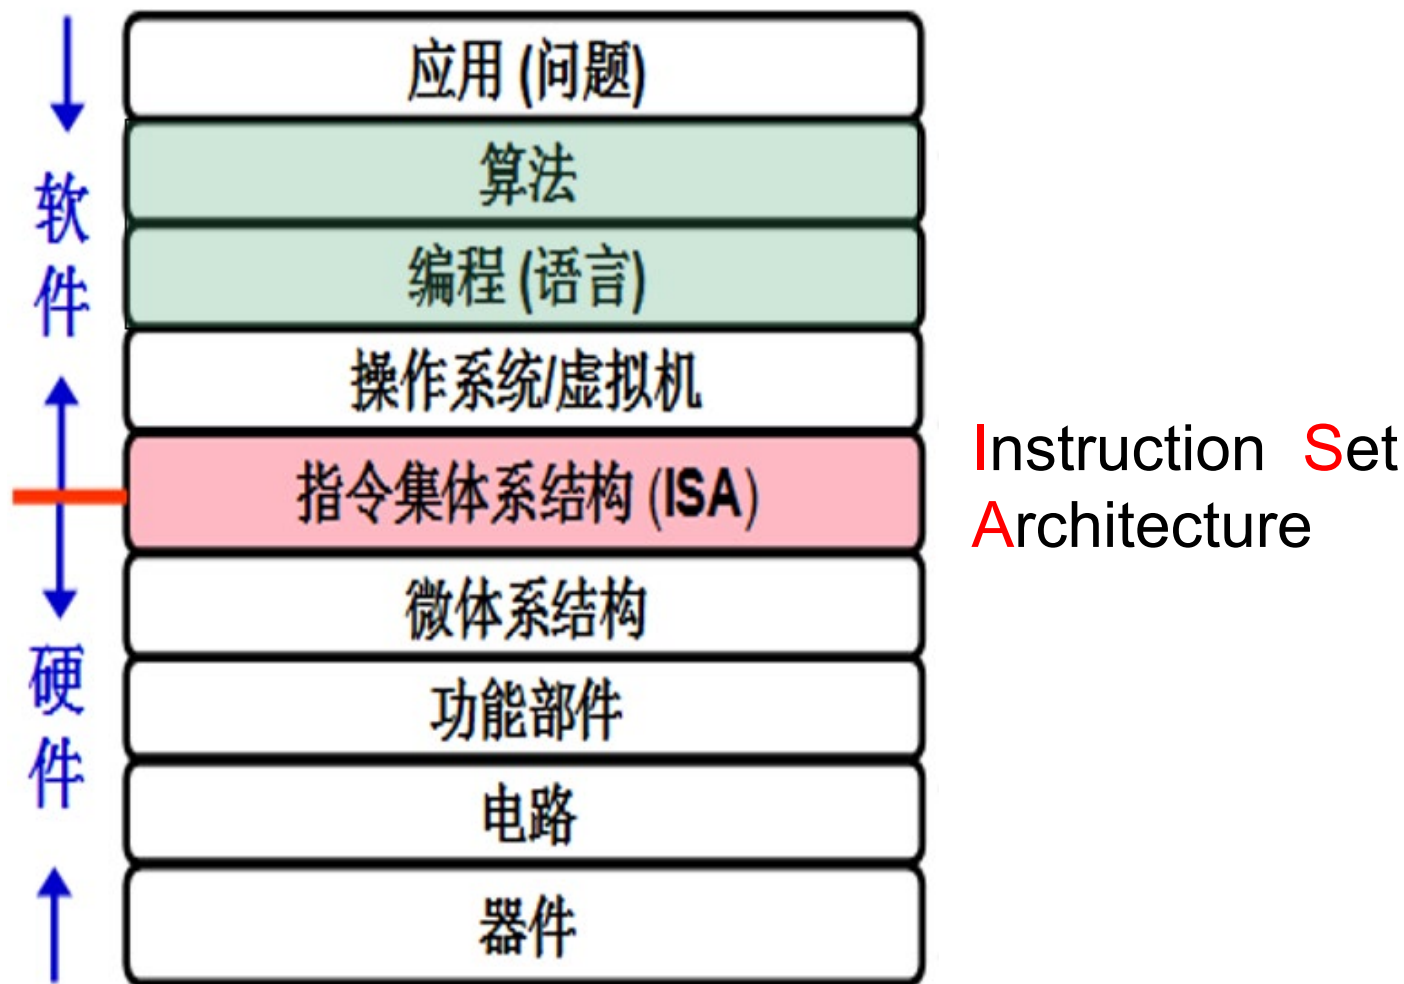 应用 (问题)
算法
编程 (语言)
操作系统/虚拟机
指令集体系结构 (ISA)
微体系结构
功能部件
电路
器件
软
件
硬
件
Instruction Set
Architecture